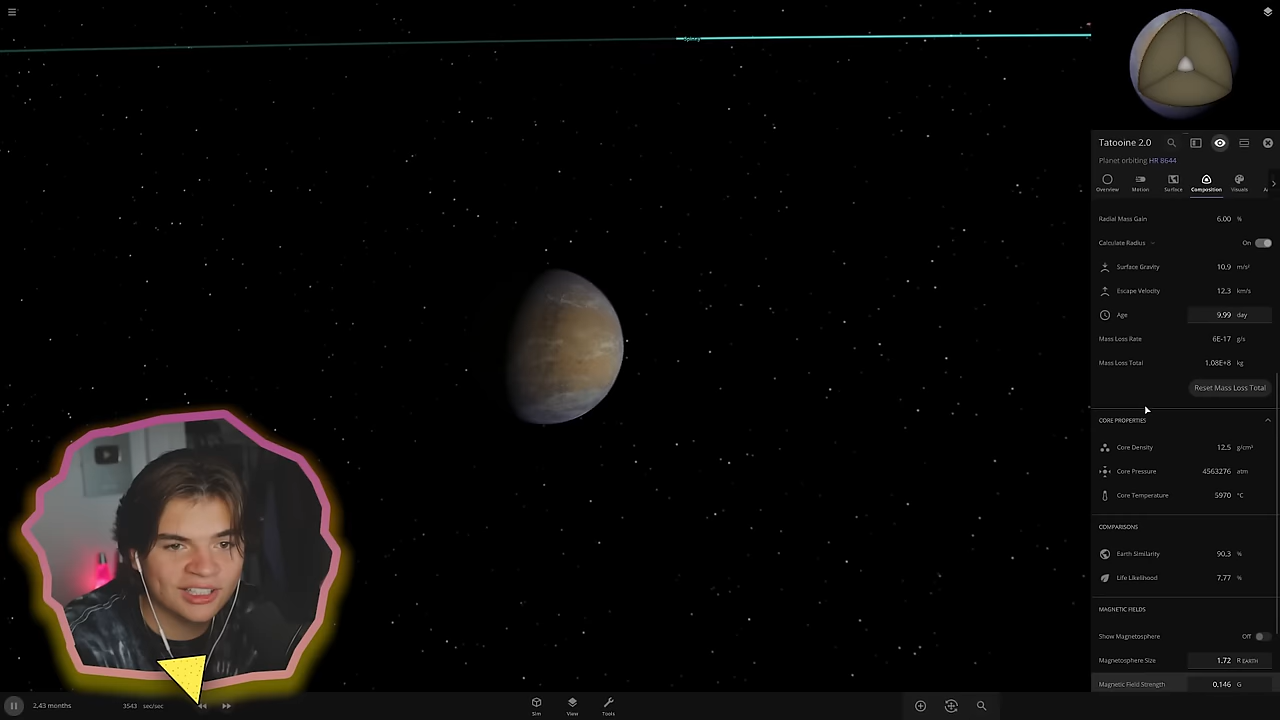 Spinny
Tatooine 2.0
Planet orbiting HR 8644
Overview Motion Surface Composition Visuals A
Radial Mass Gain 6.00 %
Calculate Radius On
Surface Gravity 10.9 m/s²
Escape Velocity 12.3 km/s
Age 9.99 day
Mass Loss Rate 6E-17 g/s
Mass Loss Total 1.08E+8 kg
Reset Mass Loss Total
CORE PROPERTIES
Core Density 12.5 g/cm³
Core Pressure 4563276 atm
Core Temperature 5970 °C
COMPARISONS
Earth Similarity 90.3 %
Life Likelihood 7.77 %
MAGNETIC FIELDS
Show Magnetosphere Off
Magnetosphere Size 1.72 R EARTH
Magnetic Field Strength 0.146 G
2.43 months 3543 sec/sec Sim View Tools